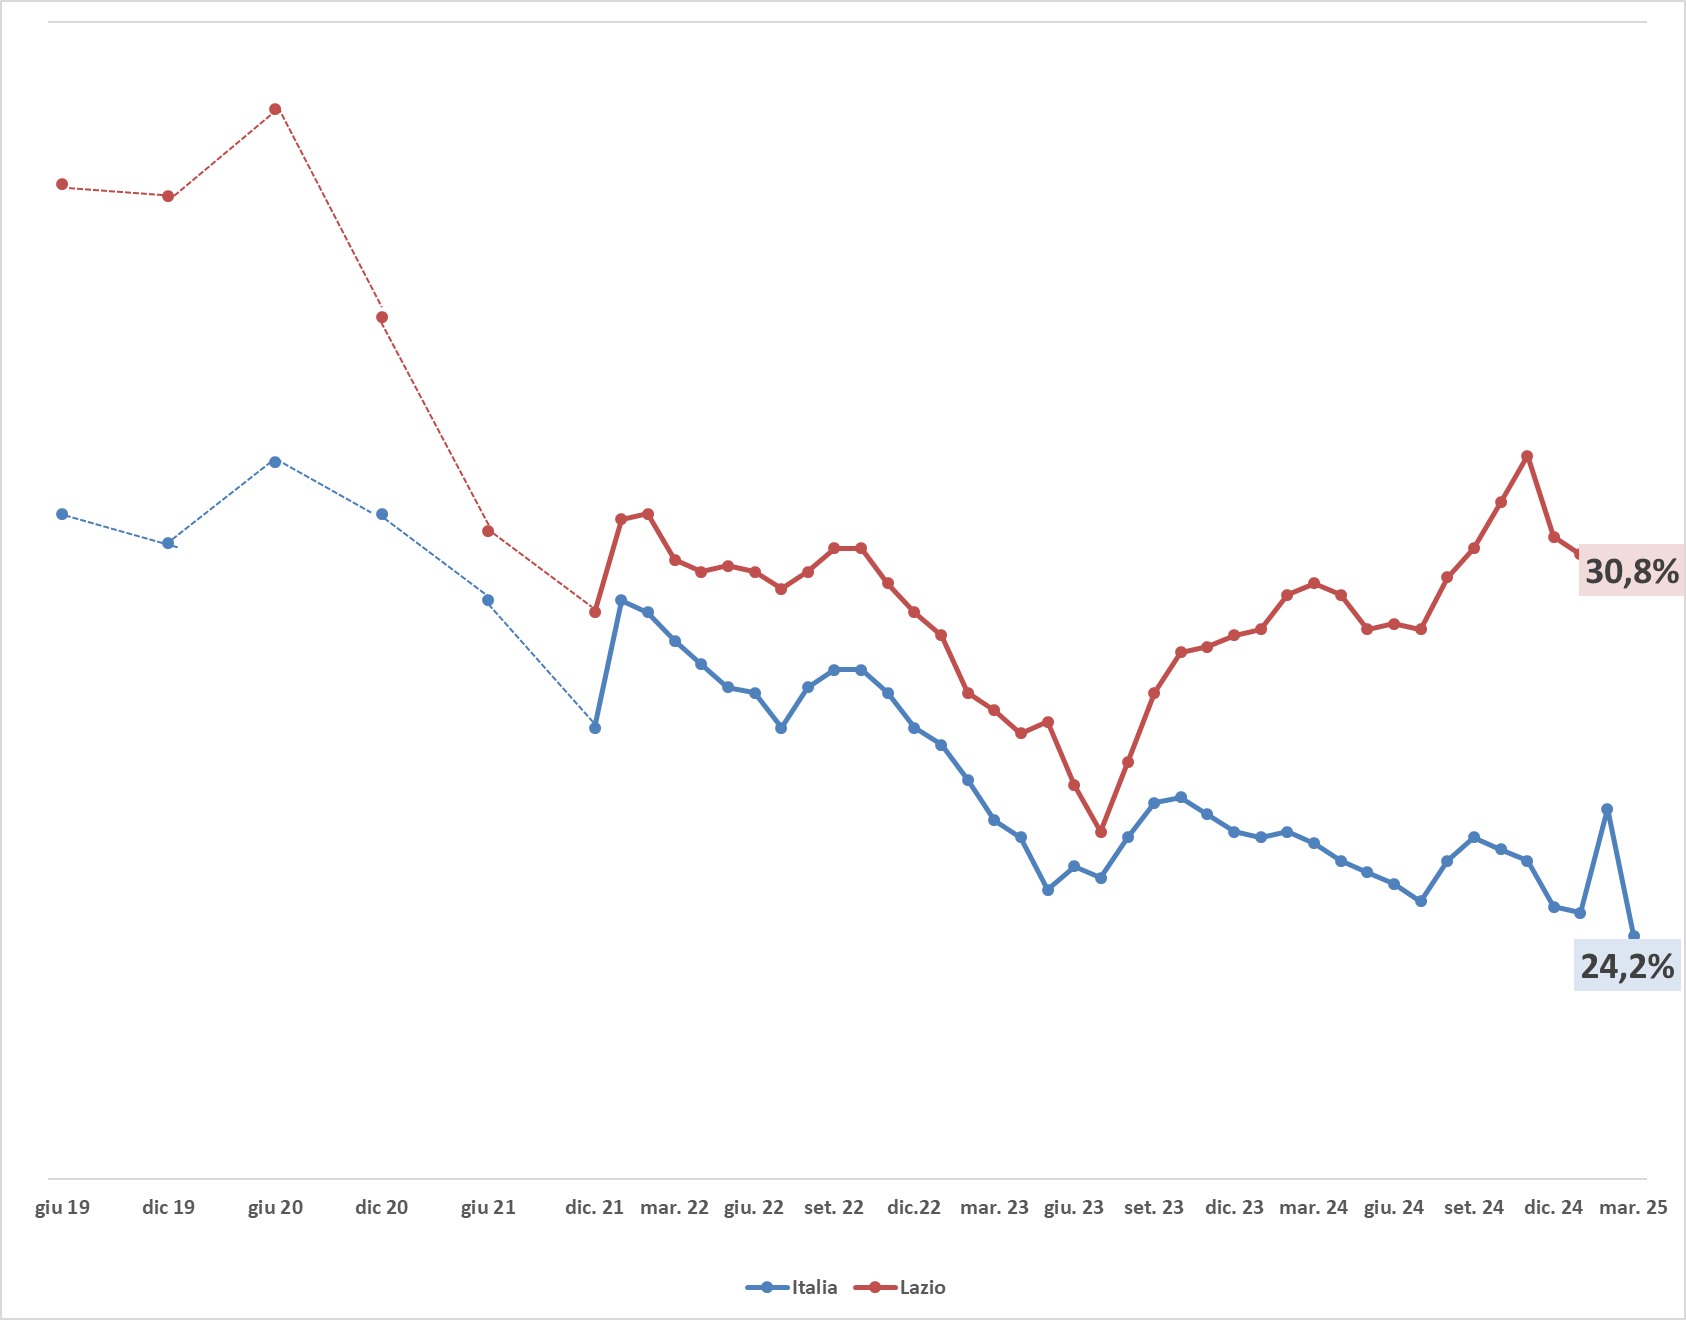 30,8%
24,2%
giu 19 dic 19 giu 20 dic 20 giu 21 dic. 21 mar. 22 giu. 22 set. 22 dic.22 mar. 23 giu. 23 set. 23 dic. 23 mar. 24 giu. 24 set. 24 dic. 24 mar. 25
Italia Lazio